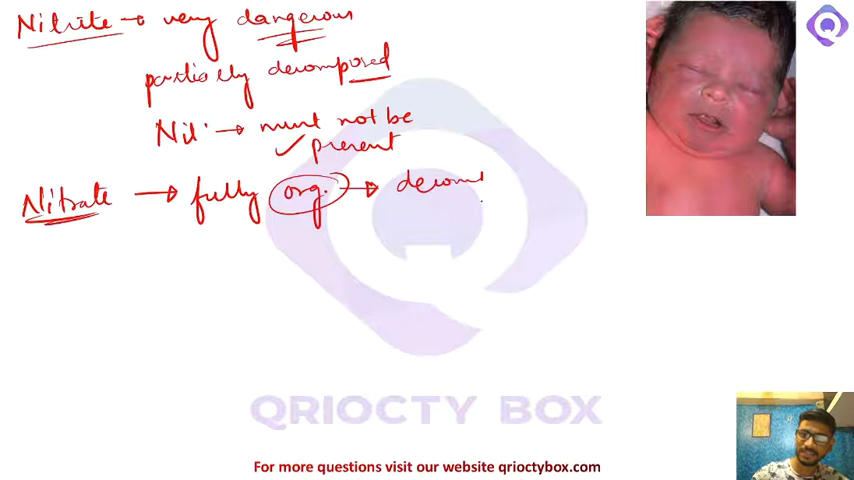 Nitrite → very dangerous
partially decomposed
Nil → must not be
present
Nitrate → fully org. → decom
QRIOCTY BOX
For more questions visit our website qrioctybox.com